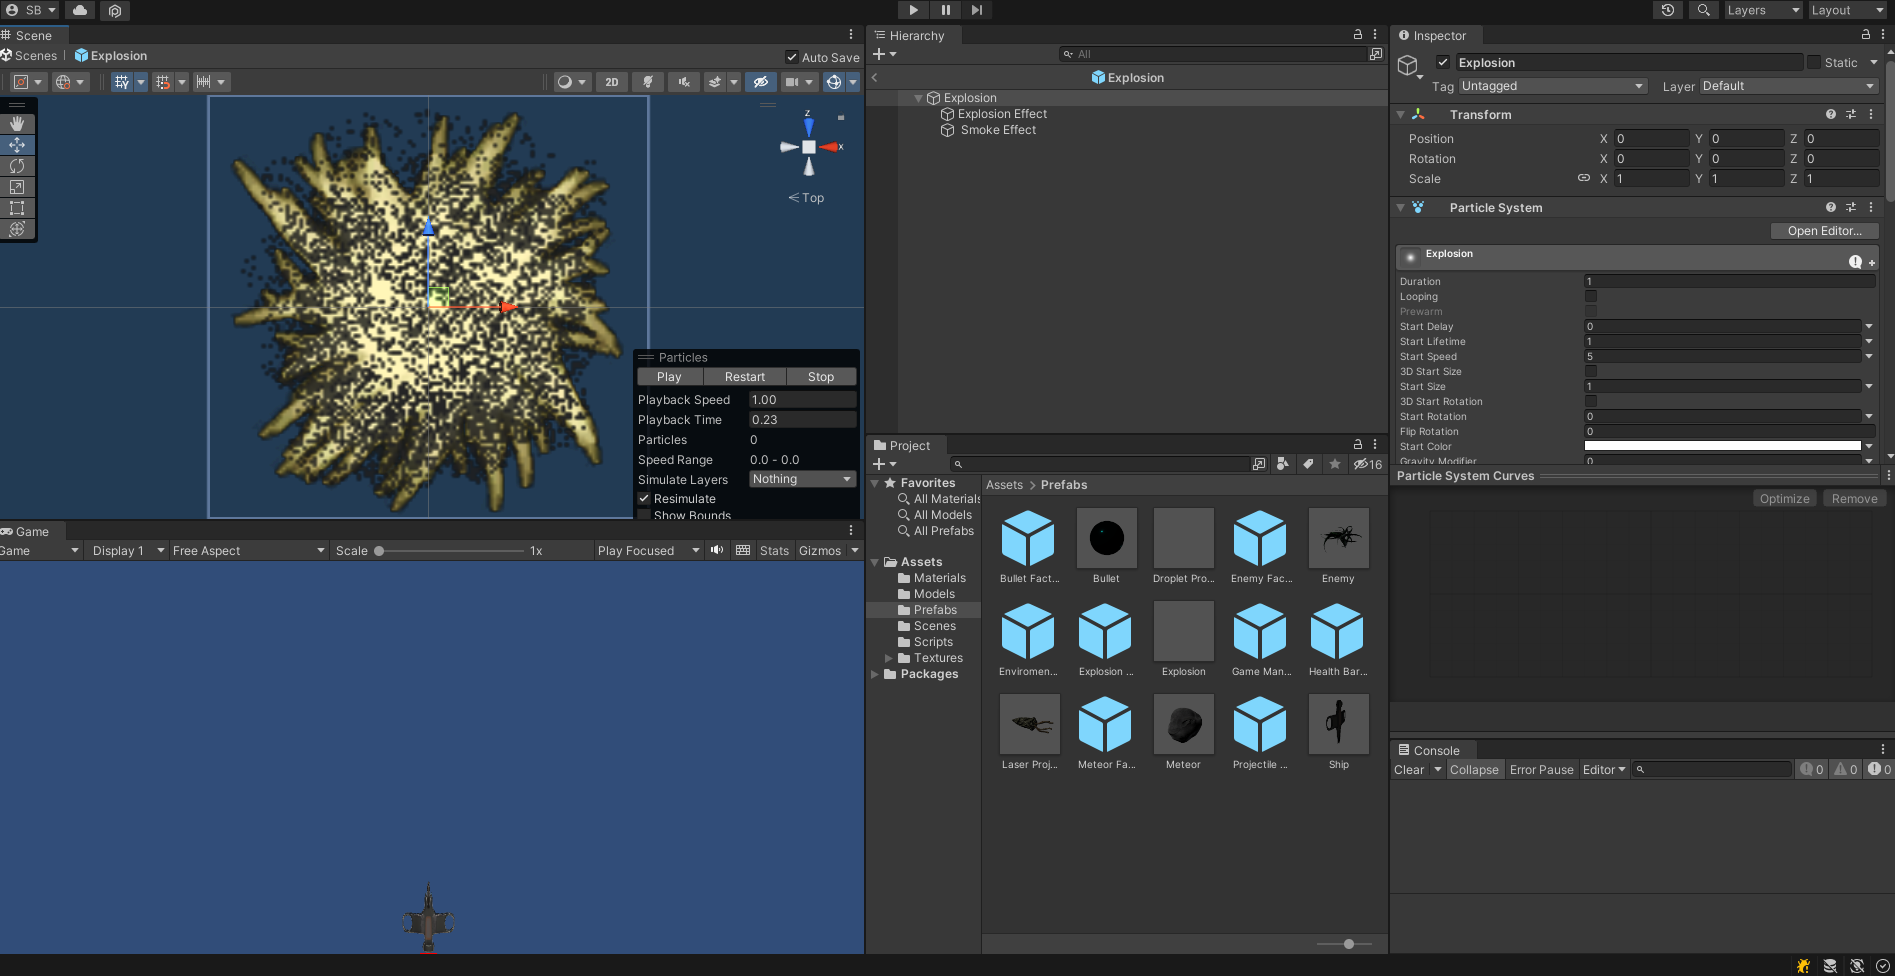 SB
Layers
Layout
Scene
Scenes
Explosion
Auto Save
2D
z
x
Top
Particles
Play
Restart
Stop
Playback Speed
1.00
Playback Time
0.23
Particles
0
Speed Range
0.0 - 0.0
Simulate Layers
Nothing
Resimulate
Show Bounds
Game
Game
Display 1
Free Aspect
Scale
1x
Play Focused
Stats
Gizmos
Hierarchy
All
Explosion
Explosion
Explosion Effect
Smoke Effect
Project
16
Favorites
All Materials
All Models
All Prefabs
Assets
Materials
Models
Prefabs
Scenes
Scripts
Textures
Packages
Assets
Prefabs
Bullet Fact...
Bullet
Droplet Pro...
Enemy Fac...
Enemy
Enviromen...
Explosion ...
Explosion
Game Man...
Health Bar...
Laser Proj...
Meteor Fa...
Meteor
Projectile ...
Ship
Inspector
Explosion
Static
Tag
Untagged
Layer
Default
Transform
Position
X
0
Y
0
Z
0
Rotation
X
0
Y
0
Z
0
Scale
X
1
Y
1
Z
1
Particle System
Open Editor...
Explosion
Duration
1
Looping
Prewarm
Start Delay
0
Start Lifetime
1
Start Speed
5
3D Start Size
Start Size
1
3D Start Rotation
Start Rotation
0
Flip Rotation
0
Start Color
Gravity Modifier
0
Particle System Curves
Optimize
Remove
Console
Clear
Collapse
Error Pause
Editor
0
0
0